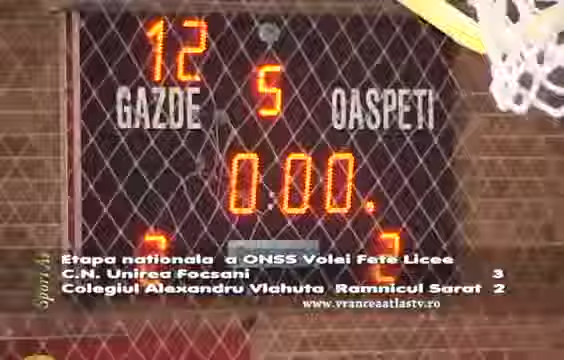 12
5
GAZDE
OASPETI
0:00.
2
Etapa nationala a ONSS Volei Fete Licee
C.N. Unirea Focsani 3
Colegiul Alexandru Vlahuta Ramnicul Sarat 2
www.vranceaatlastv.ro